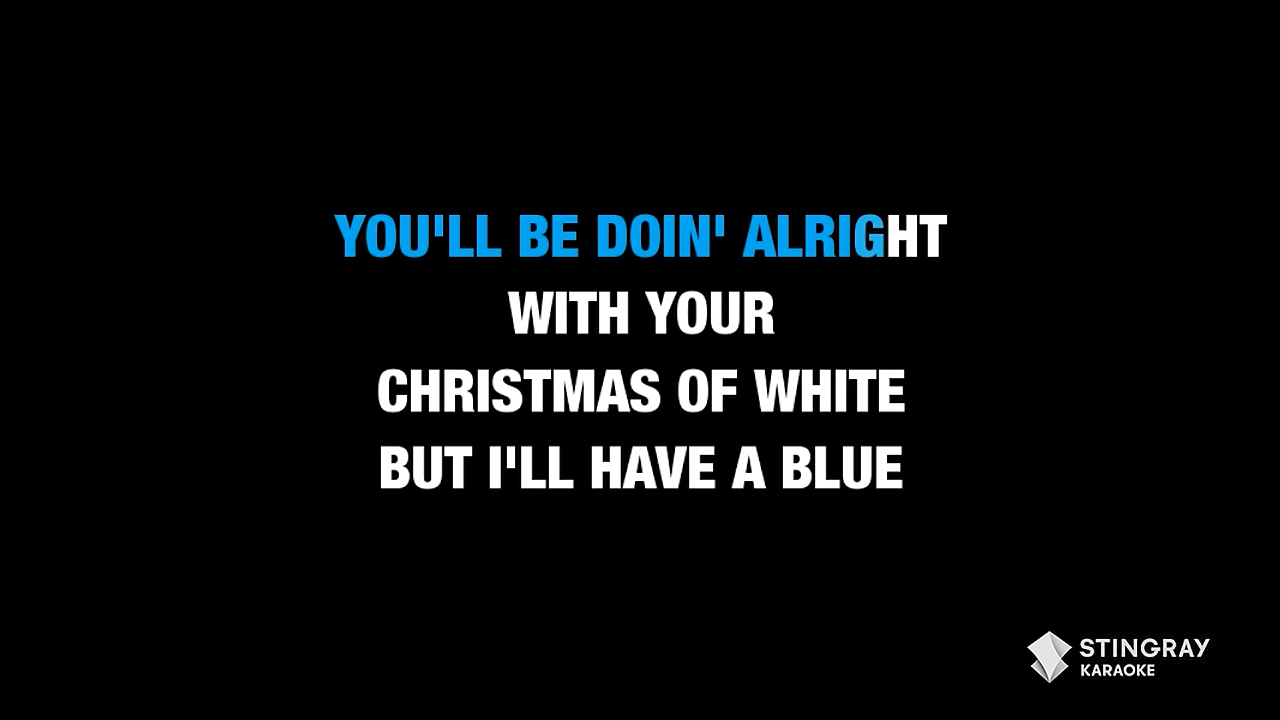 YOU'LL BE DOIN' ALRIGHT
WITH YOUR
CHRISTMAS OF WHITE
BUT I'LL HAVE A BLUE
STINGRAY
KARAOKE